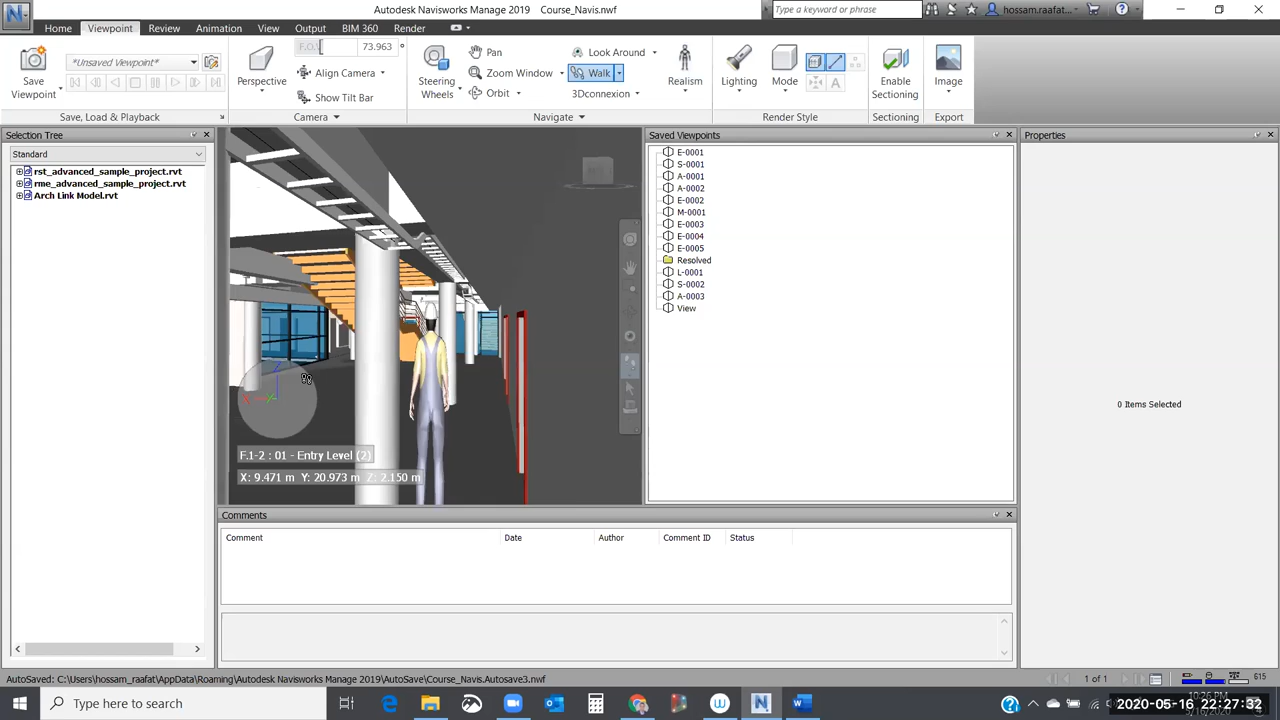 Autodesk Navisworks Manage 2019 Course_Navis.nwf
Type a keyword or phrase
hossam.raafat...
Home Viewpoint Review Animation View Output BIM 360 Render
Save Viewpoint
*Unsaved Viewpoint*
Save, Load & Playback
Perspective
F.O.V. 73.963 °
Align Camera
Show Tilt Bar
Camera
Steering Wheels
Pan
Zoom Window
Orbit
Look Around
Walk
3Dconnexion
Realism
Navigate
Lighting
Mode
Render Style
Enable Sectioning
Sectioning
Image
Export
Selection Tree
Standard
rst_advanced_sample_project.rvt
rme_advanced_sample_project.rvt
Arch Link Model.rvt
X Y Z
F.1-2 : 01 - Entry Level (2)
X: 9.471 m Y: 20.973 m Z: 2.150 m
Saved Viewpoints
E-0001
S-0001
A-0001
A-0002
E-0002
M-0001
E-0003
E-0004
E-0005
Resolved
L-0001
S-0002
A-0003
View
Properties
0 Items Selected
Comments
Comment Date Author Comment ID Status
AutoSaved: C:\Users\hossam_raafat\AppData\Roaming\Autodesk Navisworks Manage 2019\AutoSave\Course_Navis.Autosave3.nwf
1 of 1
615
Type here to search
10:26 PM
2020-05-16 22:27:32